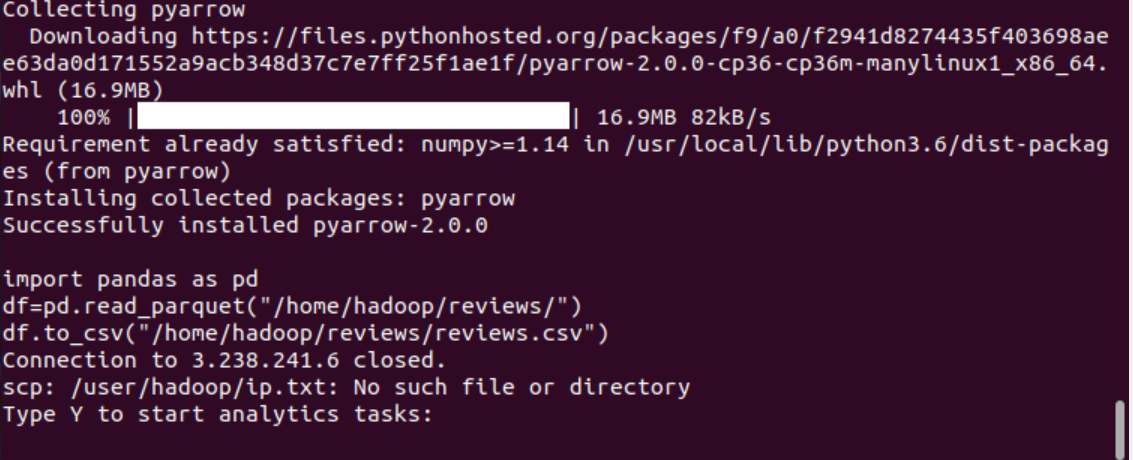 Collecting pyarrow
  Downloading https://files.pythonhosted.org/packages/f9/a0/f2941d8274435f403698ae
e63da0d171552a9acb348d37c7e7ff25f1ae1f/pyarrow-2.0.0-cp36-cp36m-manylinux1_x86_64.
whl (16.9MB)
    100% |████████████████████████████████| 16.9MB 82kB/s
Requirement already satisfied: numpy>=1.14 in /usr/local/lib/python3.6/dist-packag
es (from pyarrow)
Installing collected packages: pyarrow
Successfully installed pyarrow-2.0.0

import pandas as pd
df=pd.read_parquet("/home/hadoop/reviews/")
df.to_csv("/home/hadoop/reviews/reviews.csv")
Connection to 3.238.241.6 closed.
scp: /user/hadoop/ip.txt: No such file or directory
Type Y to start analytics tasks: